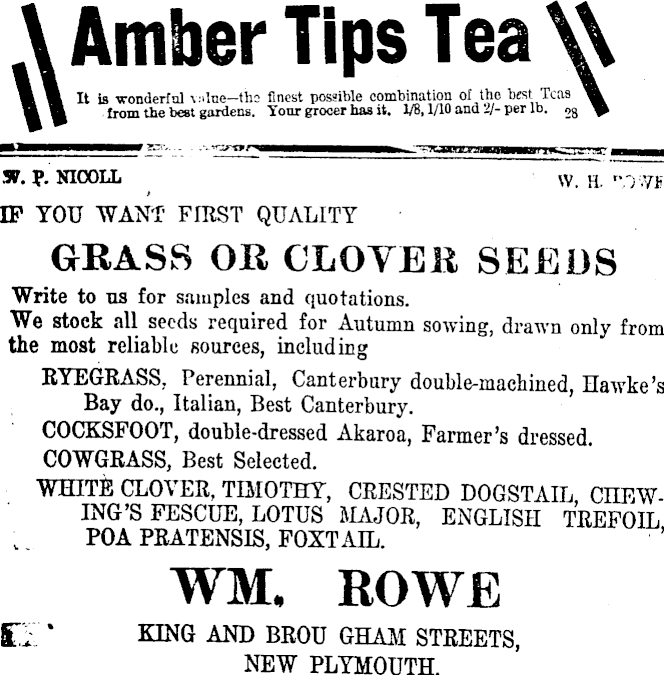 Amber Tips Tea
It is wonderful value—the finest possible combination of the best Teas
from the best gardens. Your grocer has it. 1/8, 1/10 and 2/- per lb. 28
W. P. NICOLL W. H. ROWE
IF YOU WANT FIRST QUALITY
GRASS OR CLOVER SEEDS
Write to us for samples and quotations.
We stock all seeds required for Autumn sowing, drawn only from
the most reliable sources, including
RYEGRASS, Perennial, Canterbury double-machined, Hawke's
Bay do., Italian, Best Canterbury.
COCKSFOOT, double-dressed Akaroa, Farmer's dressed.
COWGRASS, Best Selected.
WHITE CLOVER, TIMOTHY, CRESTED DOGSTAIL, CHEW-
ING'S FESCUE, LOTUS MAJOR, ENGLISH TREFOIL,
POA PRATENSIS, FOXTAIL.
WM. ROWE
KING AND BROU GHAM STREETS,
NEW PLYMOUTH.